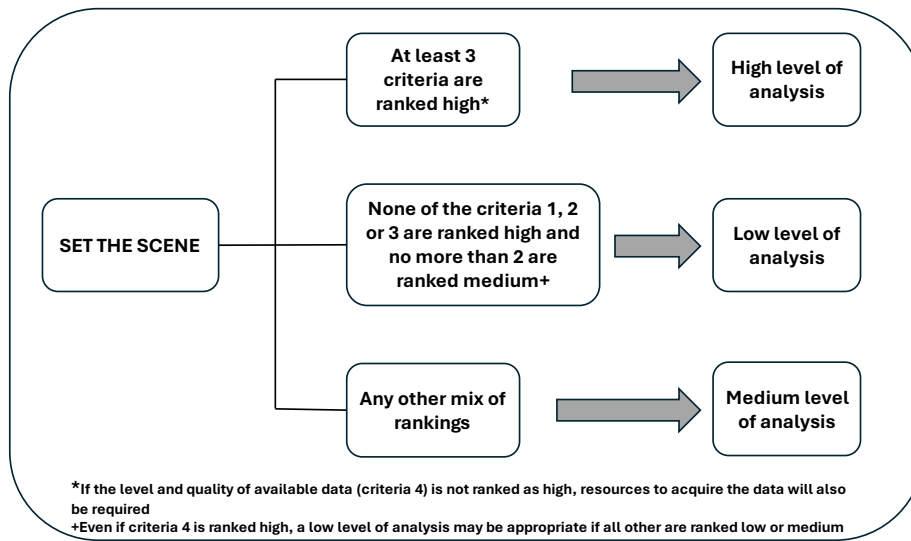 At least 3
criteria are
ranked high*
High level of
analysis
SET THE SCENE
None of the criteria 1, 2
or 3 are ranked high and
no more than 2 are
ranked medium+
Low level of
analysis
Any other mix of
rankings
Medium level
of analysis
*If the level and quality of available data (criteria 4) is not ranked as high, resources to acquire the data will also
be required
+Even if criteria 4 is ranked high, a low level of analysis may be appropriate if all other are ranked low or medium